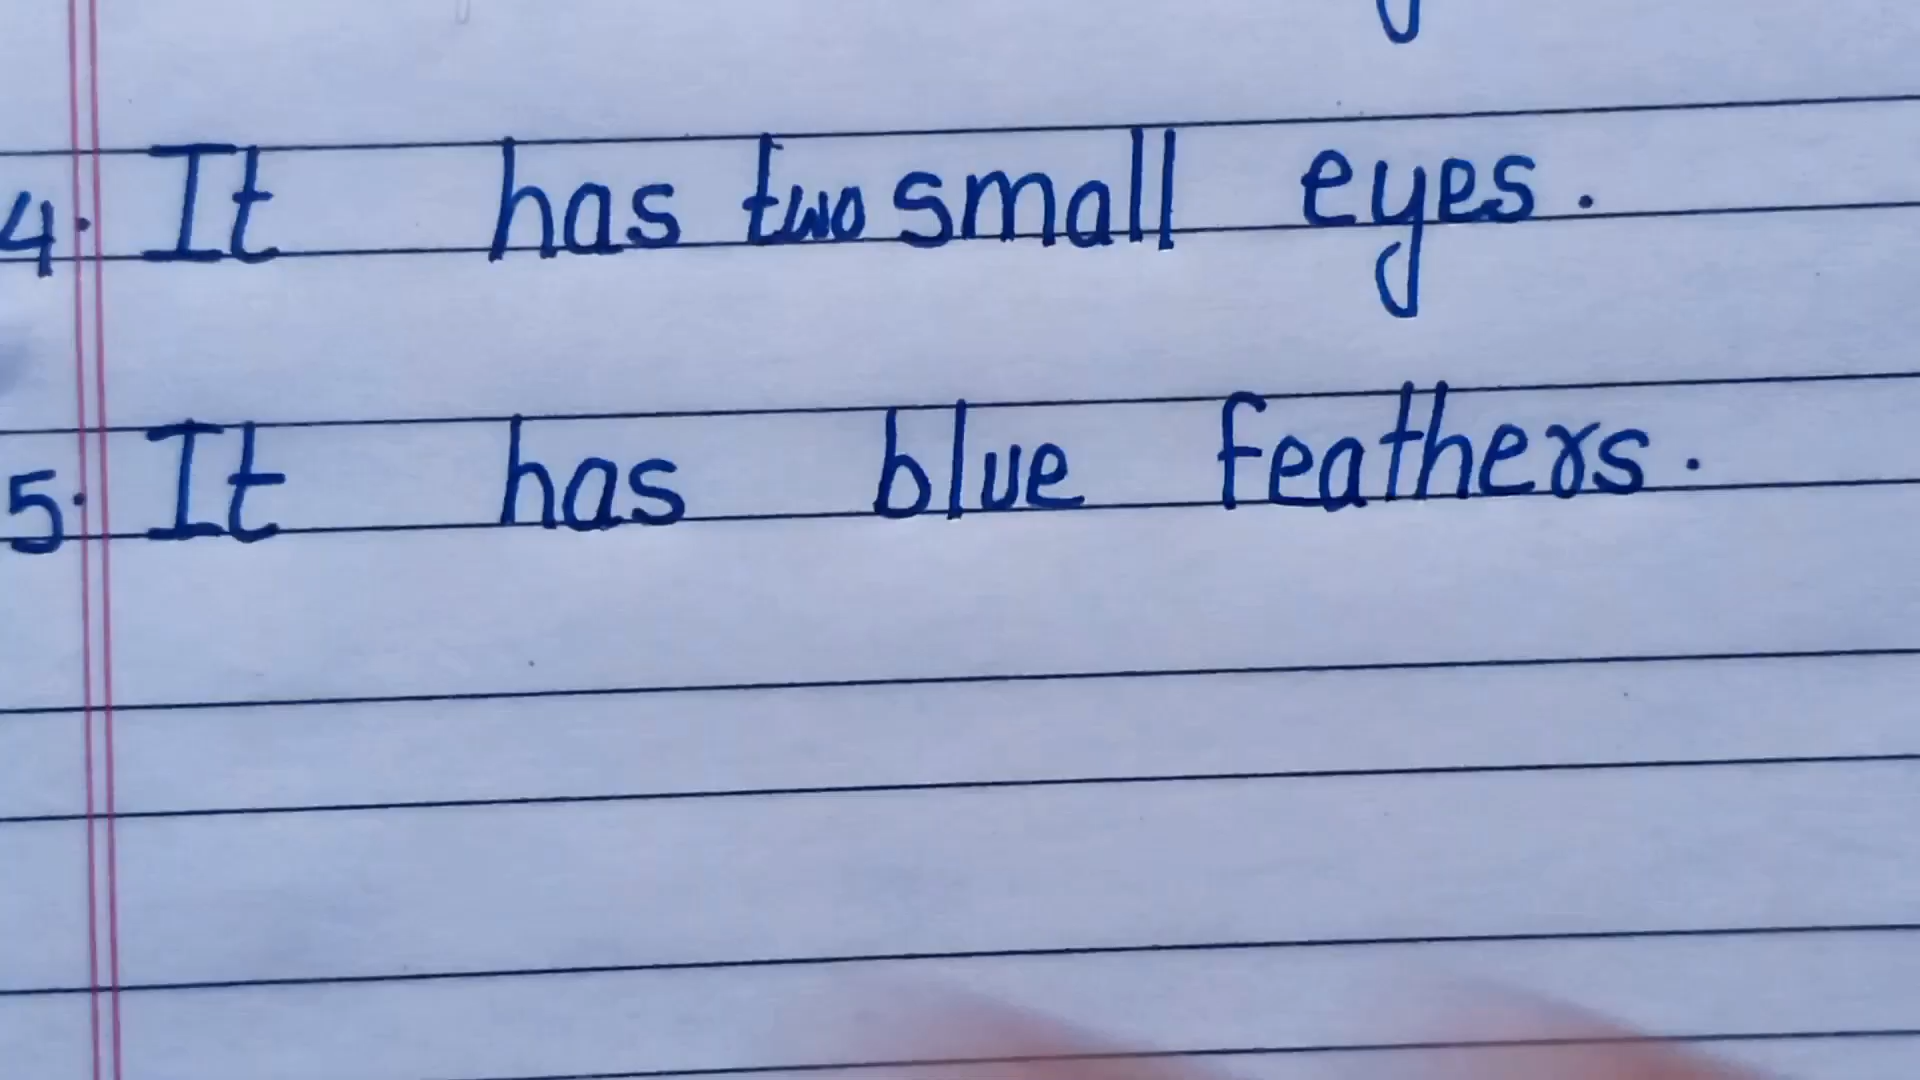 4. It has two small eyes.
5. It has blue feathers.